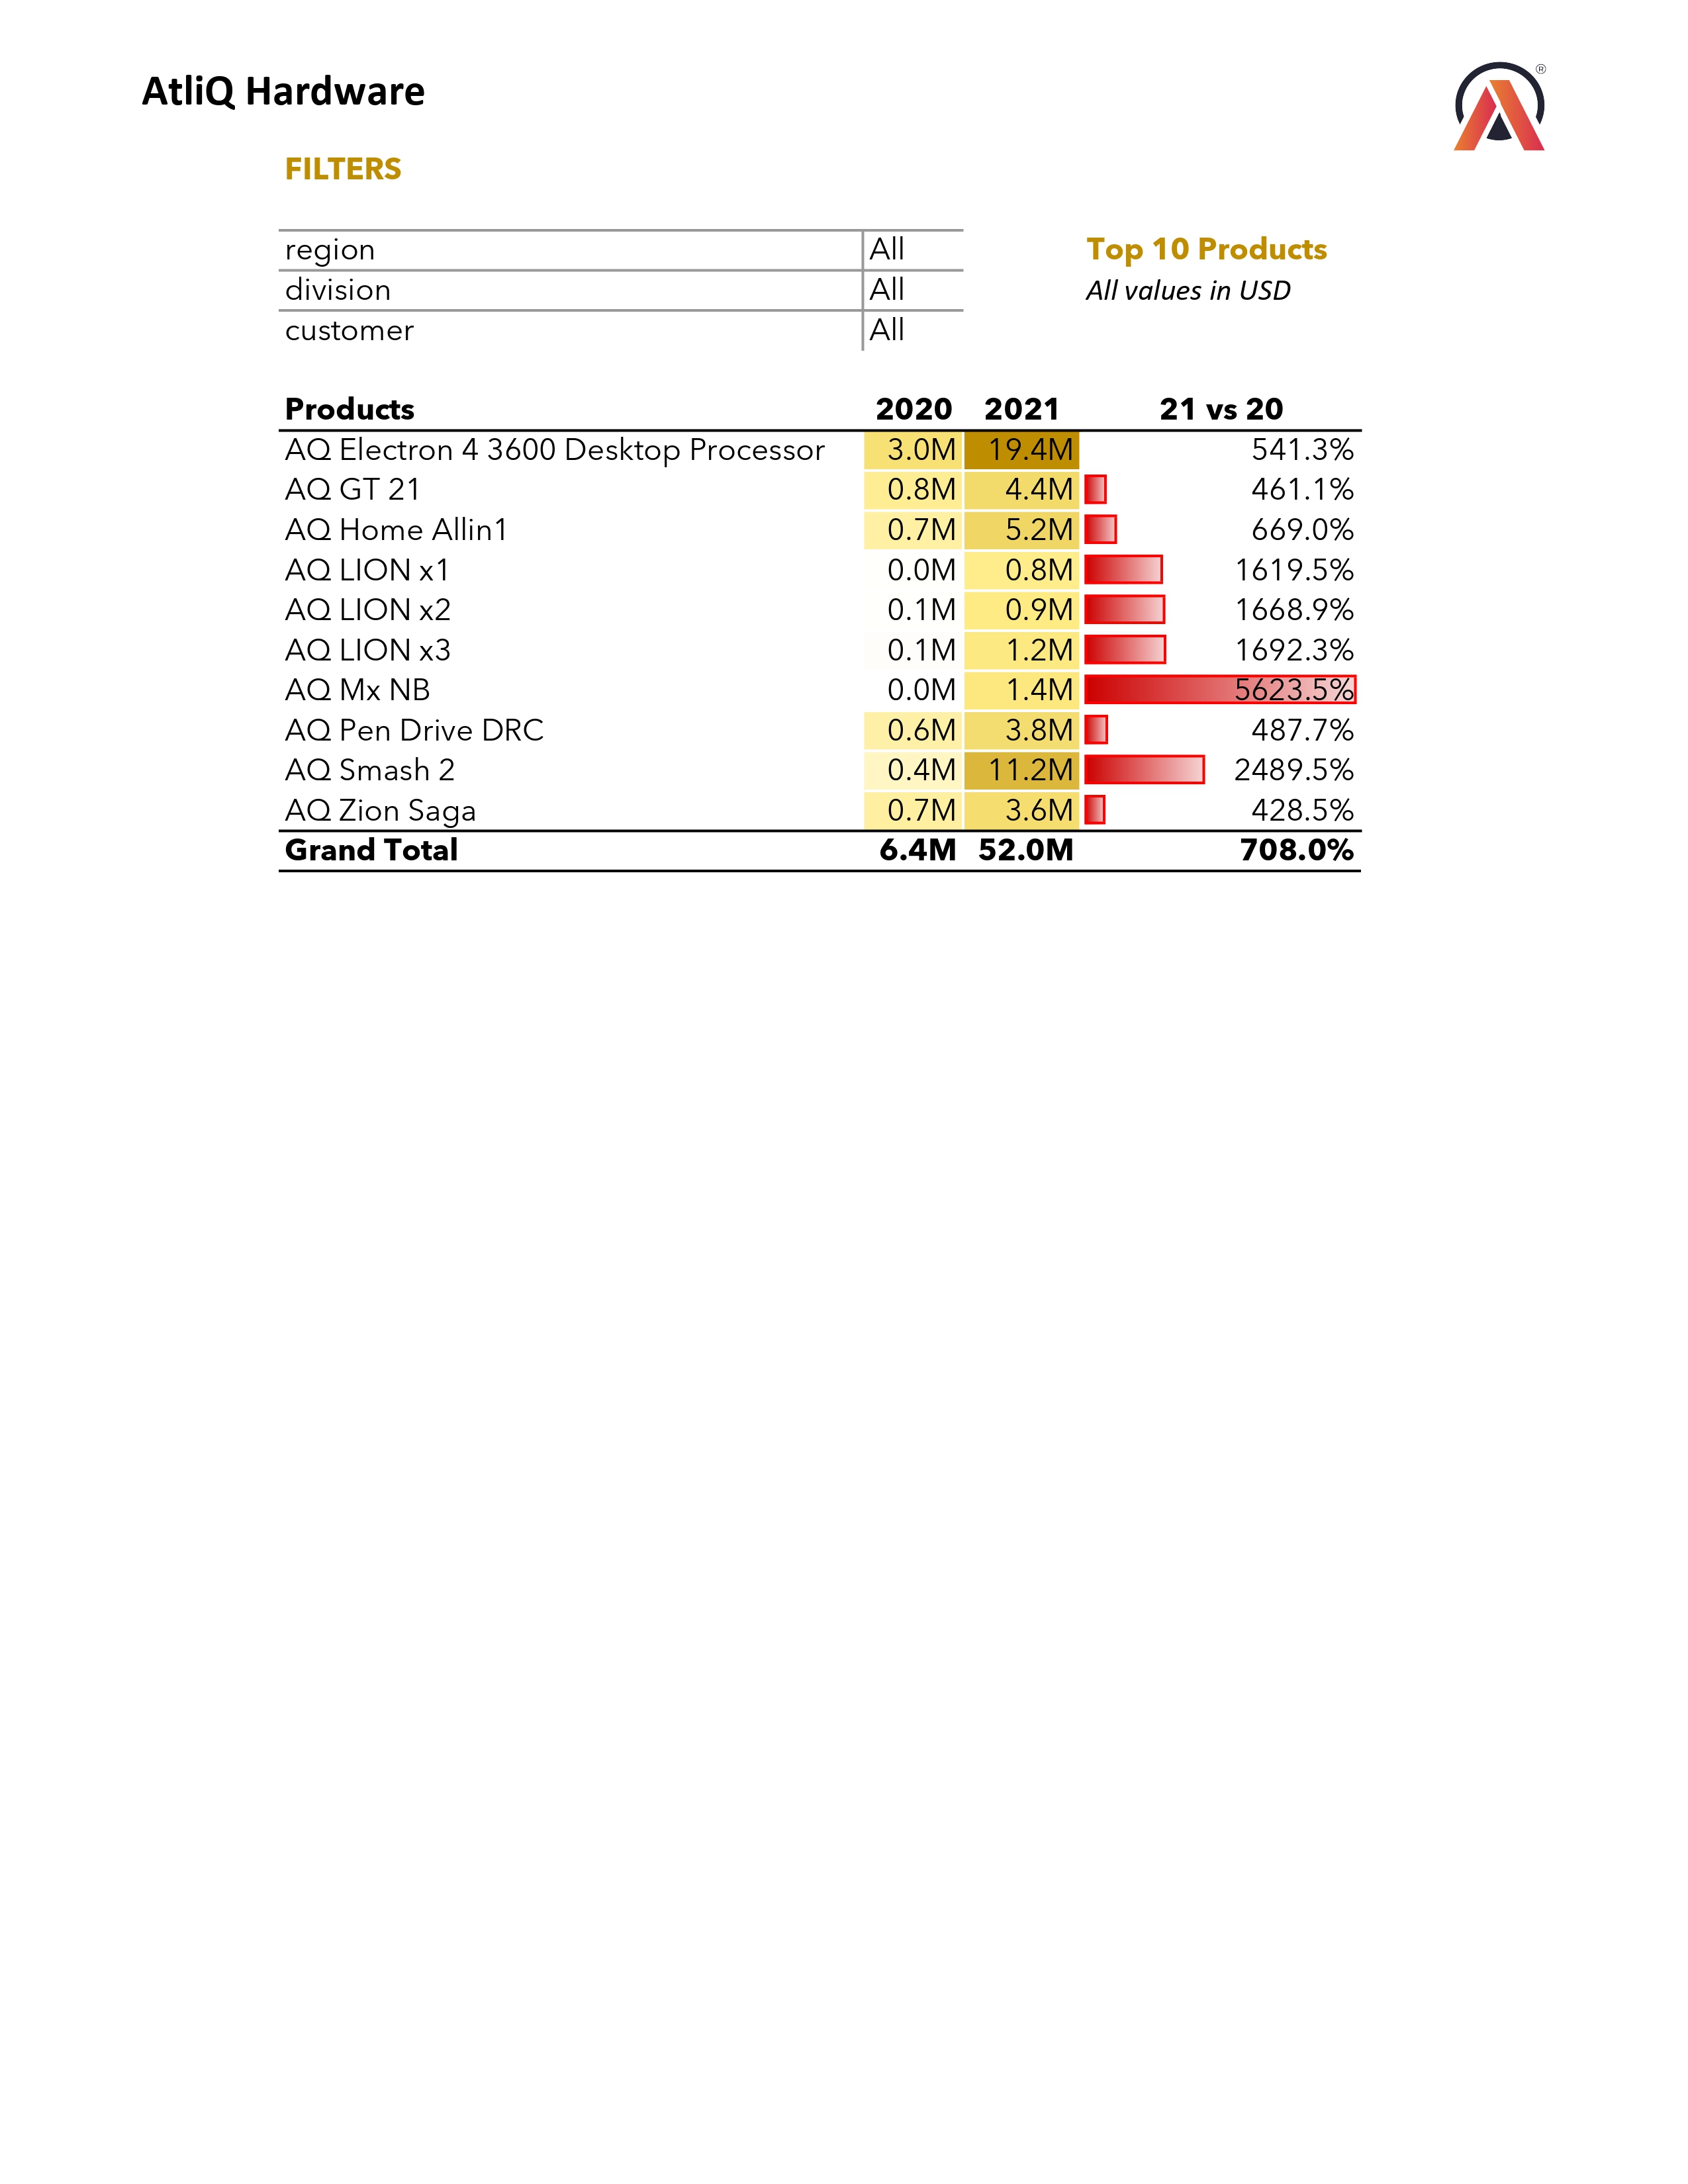 AtliQ Hardware
®
FILTERS
region All Top 10 Products
division All All values in USD
customer All
Products 2020 2021 21 vs 20
AQ Electron 4 3600 Desktop Processor 3.0M 19.4M 541.3%
AQ GT 21 0.8M 4.4M 461.1%
AQ Home Allin1 0.7M 5.2M 669.0%
AQ LION x1 0.0M 0.8M 1619.5%
AQ LION x2 0.1M 0.9M 1668.9%
AQ LION x3 0.1M 1.2M 1692.3%
AQ Mx NB 0.0M 1.4M 5623.5%
AQ Pen Drive DRC 0.6M 3.8M 487.7%
AQ Smash 2 0.4M 11.2M 2489.5%
AQ Zion Saga 0.7M 3.6M 428.5%
Grand Total 6.4M 52.0M 708.0%